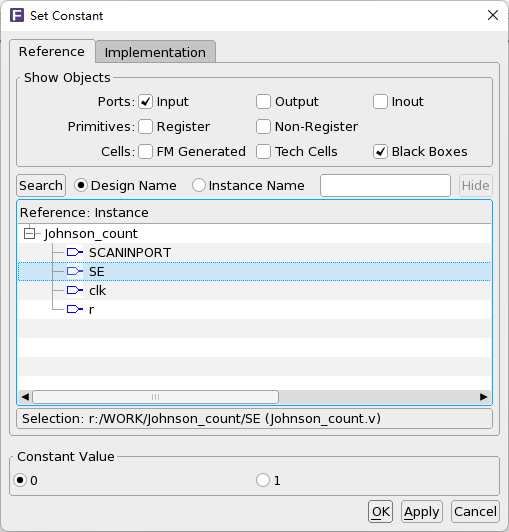 F Set Constant
Reference Implementation
Show Objects
Ports: Input Output Inout
Primitives: Register Non-Register
Cells: FM Generated Tech Cells Black Boxes
Search Design Name Instance Name Hide
Reference: Instance
Johnson_count
SCANINPORT
SE
clk
r
Selection: r:/WORK/Johnson_count/SE (Johnson_count.v)
Constant Value
0 1
OK Apply Cancel